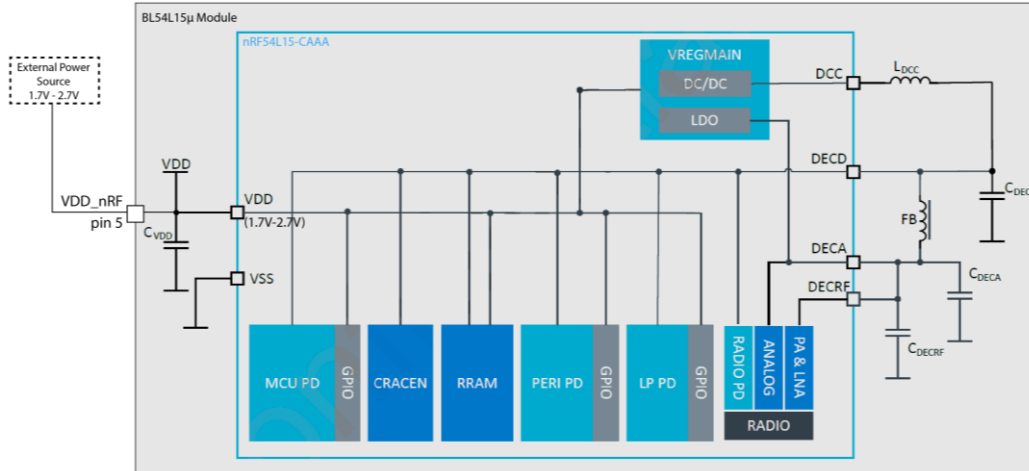 BL54L15µ Module
nRF54L15-CAAA
External Power
Source
1.7V - 2.7V
VREGMAIN
DC/DC
LDO
DCC
LDCC
VDD
DECD
VDD_nRF
pin 5
CVDD
VDD
(1.7V-2.7V)
CDECD
FB
DECA
VSS
DECRF
CDECA
CDECRF
MCU PD
GPIO
CRACEN
RRAM
PERI PD
GPIO
LP PD
GPIO
RADIO PD
ANALOG
PA & LNA
RADIO